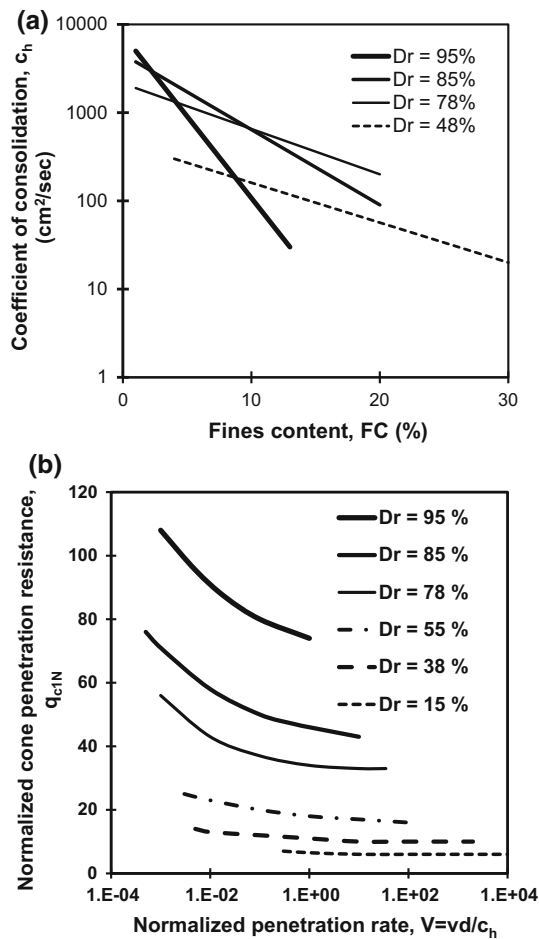 (a)
Coefficient of consolidation, cₕ
(cm²/sec)
10000
1000
100
10
1
Dr = 95%
Dr = 85%
Dr = 78%
Dr = 48%
0
10
20
30
Fines content, FC (%)
(b)
Normalized cone penetration resistance,
q_c1N
120
100
80
60
40
20
0
Dr = 95 %
Dr = 85 %
Dr = 78 %
Dr = 55 %
Dr = 38 %
Dr = 15 %
1.E-04
1.E-02
1.E+00
1.E+02
1.E+04
Normalized penetration rate, V=vd/cₕ